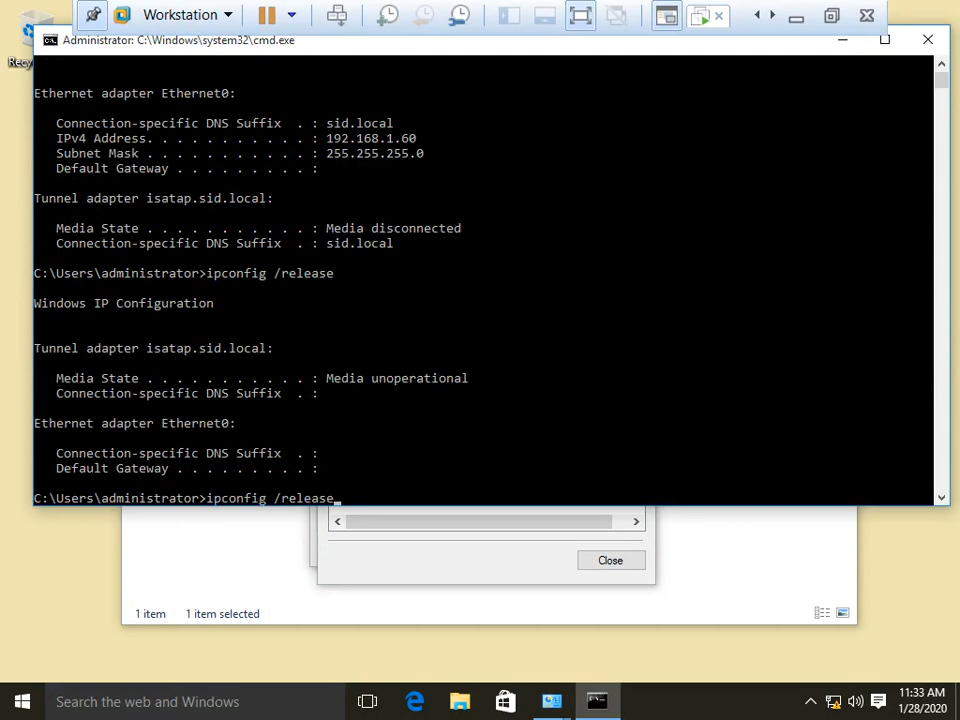 Workstation
Recy
Administrator: C:\Windows\system32\cmd.exe
Ethernet adapter Ethernet0:
Connection-specific DNS Suffix . : sid.local
IPv4 Address. . . . . . . . . . . : 192.168.1.60
Subnet Mask . . . . . . . . . . . : 255.255.255.0
Default Gateway . . . . . . . . . :
Tunnel adapter isatap.sid.local:
Media State . . . . . . . . . . . : Media disconnected
Connection-specific DNS Suffix . : sid.local
C:\Users\administrator>ipconfig /release
Windows IP Configuration
Tunnel adapter isatap.sid.local:
Media State . . . . . . . . . . . : Media unoperational
Connection-specific DNS Suffix . :
Ethernet adapter Ethernet0:
Connection-specific DNS Suffix . :
Default Gateway . . . . . . . . . :
C:\Users\administrator>ipconfig /release_
Close
1 item 1 item selected
Search the web and Windows
11:33 AM
1/28/2020